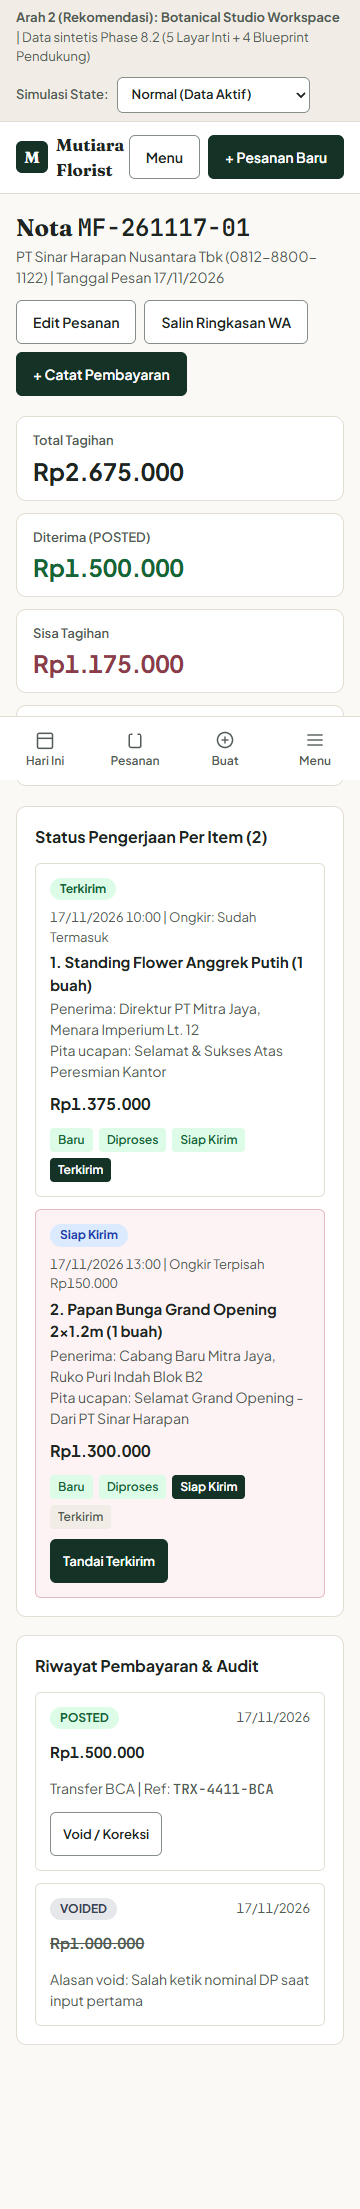 Arah 2 (Rekomendasi): Botanical Studio Workspace
| Data sintetis Phase 8.2 (5 Layar Inti + 4 Blueprint
Pendukung)
Simulasi State: Normal (Data Aktif)
M Mutiara
Florist
Menu
+ Pesanan Baru
Nota MF-261117-01
PT Sinar Harapan Nusantara Tbk (0812-8800-
1122) | Tanggal Pesan 17/11/2026
Edit Pesanan
Salin Ringkasan WA
+ Catat Pembayaran
Total Tagihan
Rp2.675.000
Diterima (POSTED)
Rp1.500.000
Sisa Tagihan
Rp1.175.000
Hari Ini
Pesanan
Buat
Menu
Status Pengerjaan Per Item (2)
Terkirim
17/11/2026 10:00 | Ongkir: Sudah
Termasuk
1. Standing Flower Anggrek Putih (1
buah)
Penerima: Direktur PT Mitra Jaya,
Menara Imperium Lt. 12
Pita ucapan: Selamat & Sukses Atas
Peresmian Kantor
Rp1.375.000
Baru Diproses Siap Kirim
Terkirim
Siap Kirim
17/11/2026 13:00 | Ongkir Terpisah
Rp150.000
2. Papan Bunga Grand Opening
2×1.2m (1 buah)
Penerima: Cabang Baru Mitra Jaya,
Ruko Puri Indah Blok B2
Pita ucapan: Selamat Grand Opening -
Dari PT Sinar Harapan
Rp1.300.000
Baru Diproses Siap Kirim
Terkirim
Tandai Terkirim
Riwayat Pembayaran & Audit
POSTED 17/11/2026
Rp1.500.000
Transfer BCA | Ref: TRX-4411-BCA
Void / Koreksi
VOIDED 17/11/2026
Rp1.000.000
Alasan void: Salah ketik nominal DP saat
input pertama